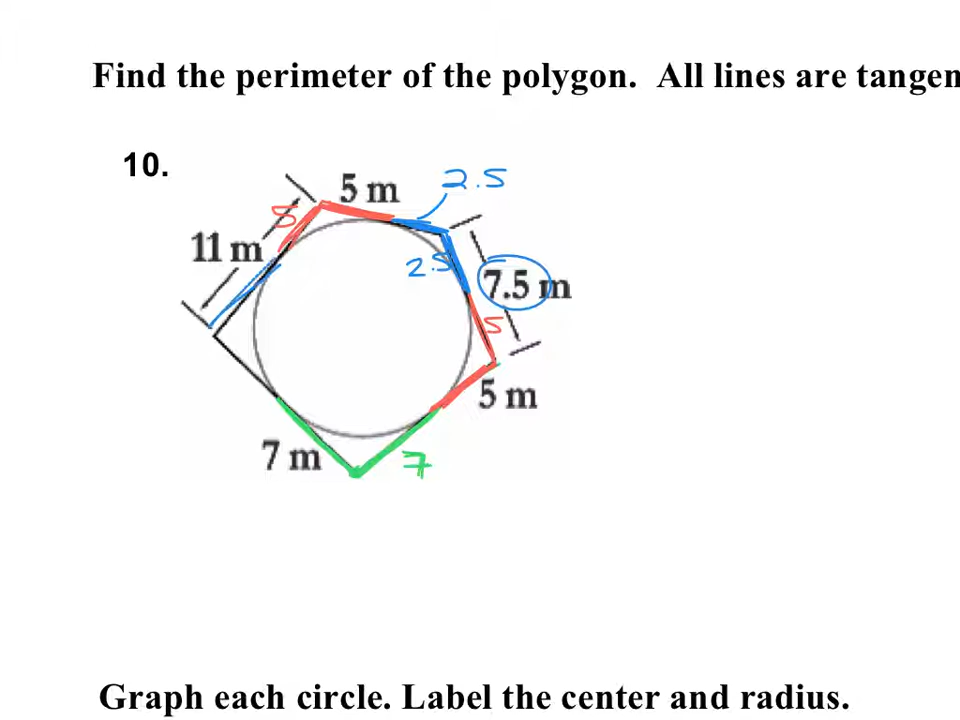 Find the perimeter of the polygon. All lines are tangen
10.
5 m
2.5
5
11 m
2.5
7.5 m
5
5 m
7 m
7
Graph each circle. Label the center and radius.